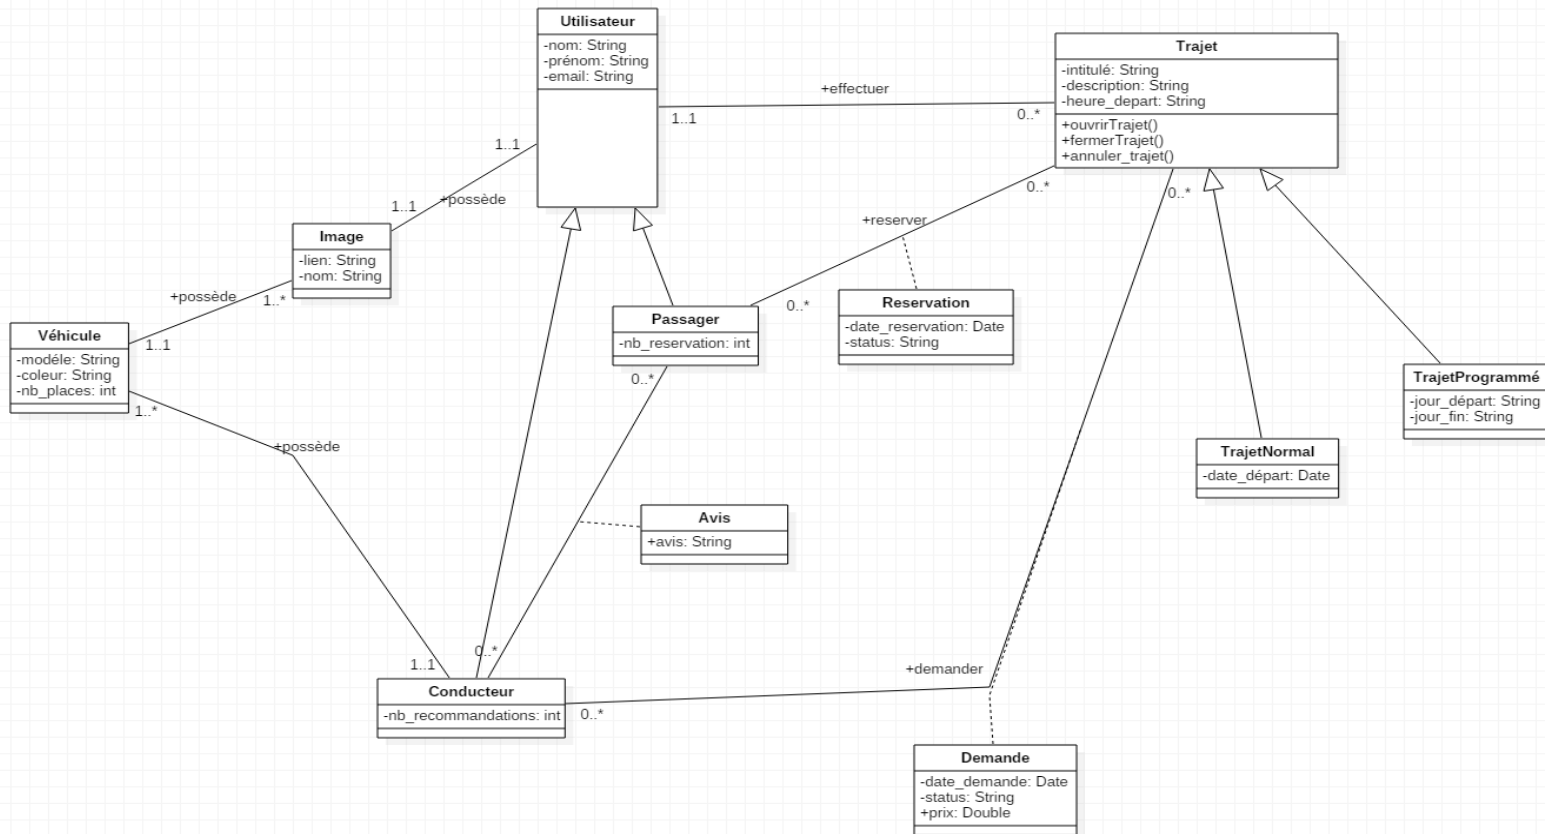 Utilisateur
-nom: String
-prénom: String
-email: String
Trajet
-intitulé: String
-description: String
-heure_depart: String
+ouvrirTrajet()
+fermerTrajet()
+annuler_trajet()
+effectuer
1..1
0..*
1..1
+possède
1..1
Image
-lien: String
-nom: String
+possède
1..*
1..1
Véhicule
-modéle: String
-coleur: String
-nb_places: int
1..*
+possède
1..1
0..*
+reserver
0..*
0..*
Reservation
-date_reservation: Date
-status: String
Passager
-nb_reservation: int
0..*
TrajetProgrammé
-jour_départ: String
-jour_fin: String
TrajetNormal
-date_départ: Date
Avis
+avis: String
0..*
Conducteur
-nb_recommandations: int
0..*
+demander
Demande
-date_demande: Date
-status: String
+prix: Double